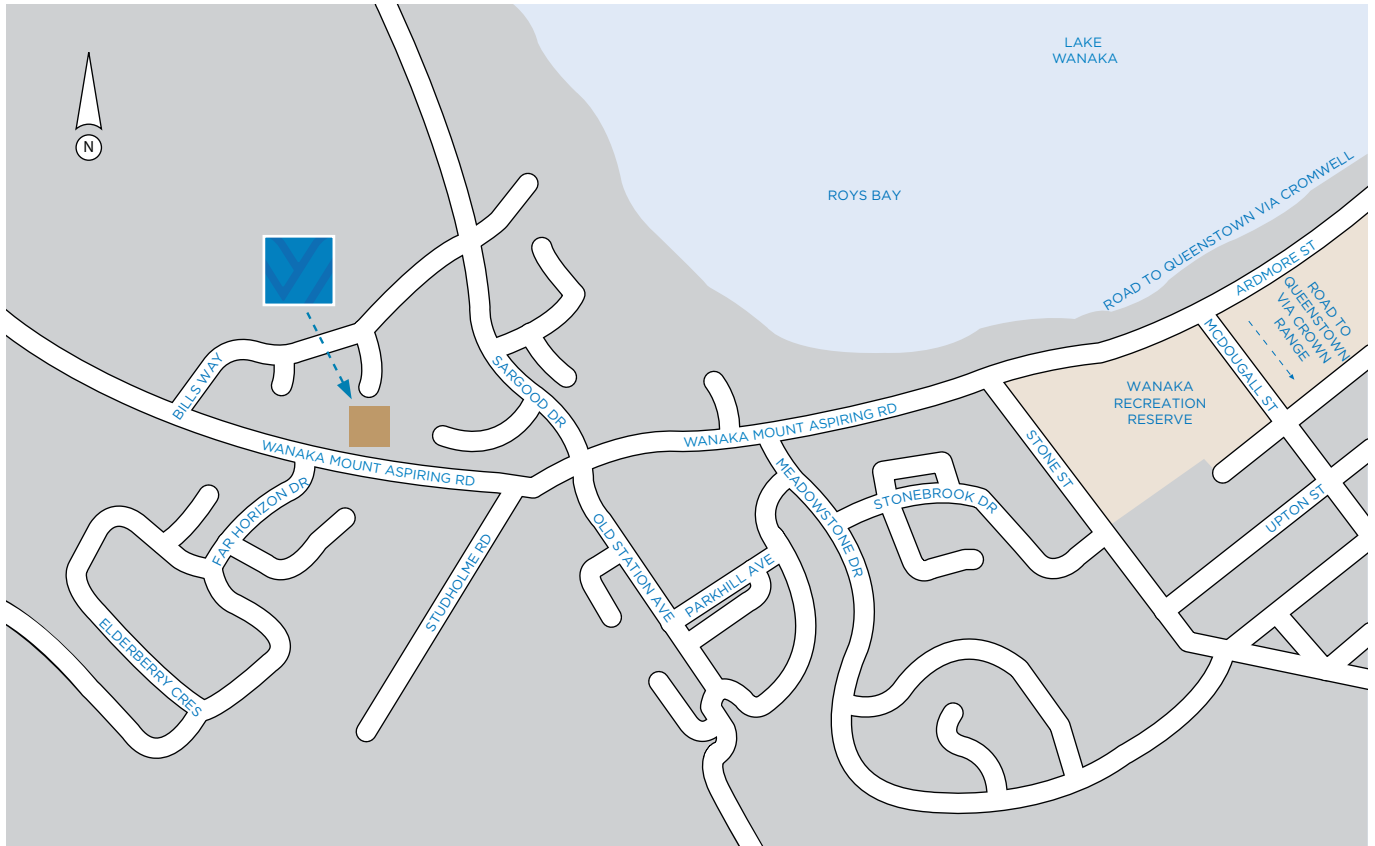 LAKE
WANAKA
N
ROYS BAY
ROAD TO QUEENSTOWN VIA CROMWELL
ARDMORE ST
ROAD TO
QUEENSTOWN
VIA CROWN
RANGE
MCDOUGALL ST
BILLS WAY
SARGOOD DR
WANAKA
RECREATION
RESERVE
WANAKA MOUNT ASPIRING RD
WANAKA MOUNT ASPIRING RD
STONE ST
MEADOWSTONE DR
STONEBROOK DR
UPTON ST
FAR HORIZON DR
OLD STATION AVE
STUDHOLME RD
PARKHILL AVE
ELDERBERRY CRES